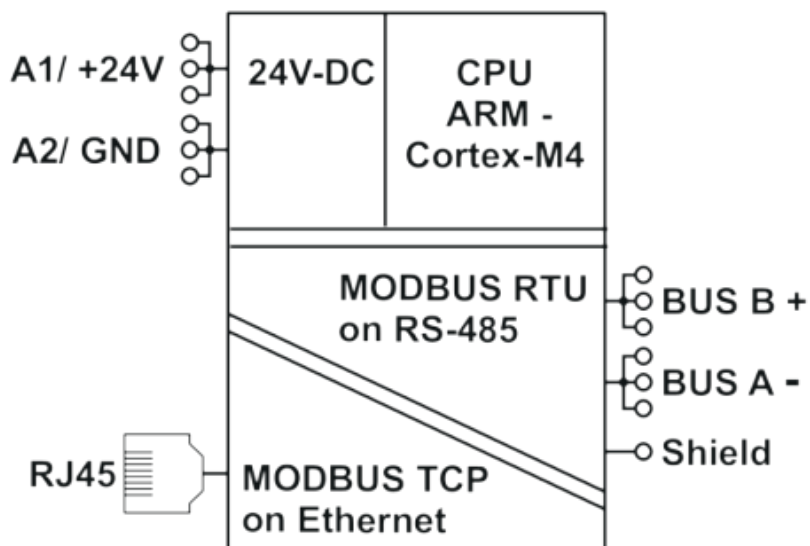 A1/ +24V
A2/ GND
24V-DC
CPU
ARM -
Cortex-M4
MODBUS RTU
on RS-485
BUS B +
BUS A -
Shield
RJ45
MODBUS TCP
on Ethernet